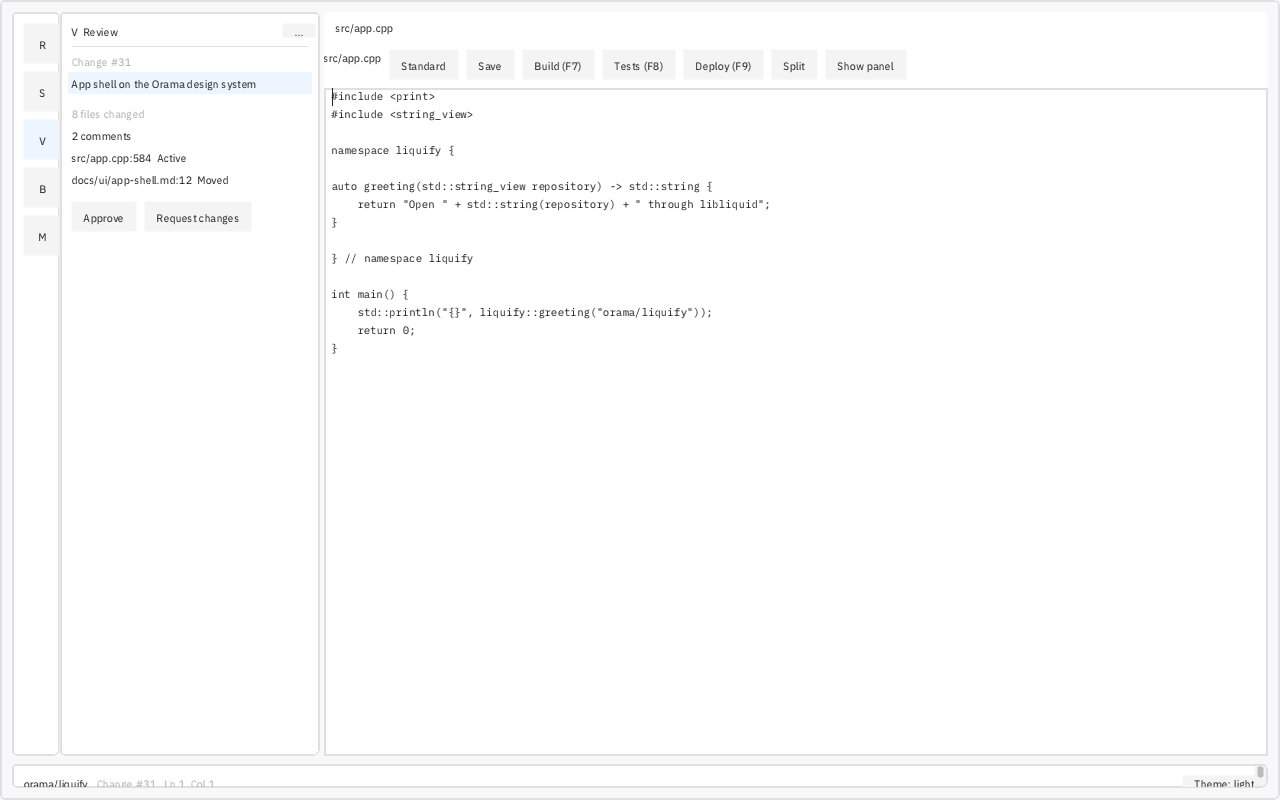 R
S
V
B
M
V Review
...
Change #31
App shell on the Orama design system
8 files changed
2 comments
src/app.cpp:584 Active
docs/ui/app-shell.md:12 Moved
Approve Request changes
src/app.cpp
src/app.cpp Standard Save Build (F7) Tests (F8) Deploy (F9) Split Show panel
#include <print>
#include <string_view>
namespace liquify {
auto greeting(std::string_view repository) -> std::string {
    return "Open " + std::string(repository) + " through libliquid";
}
} // namespace liquify
int main() {
    std::println("{}", liquify::greeting("orama/liquify"));
    return 0;
}
orama/liquify Change #31 Ln 1, Col 1 Theme: light